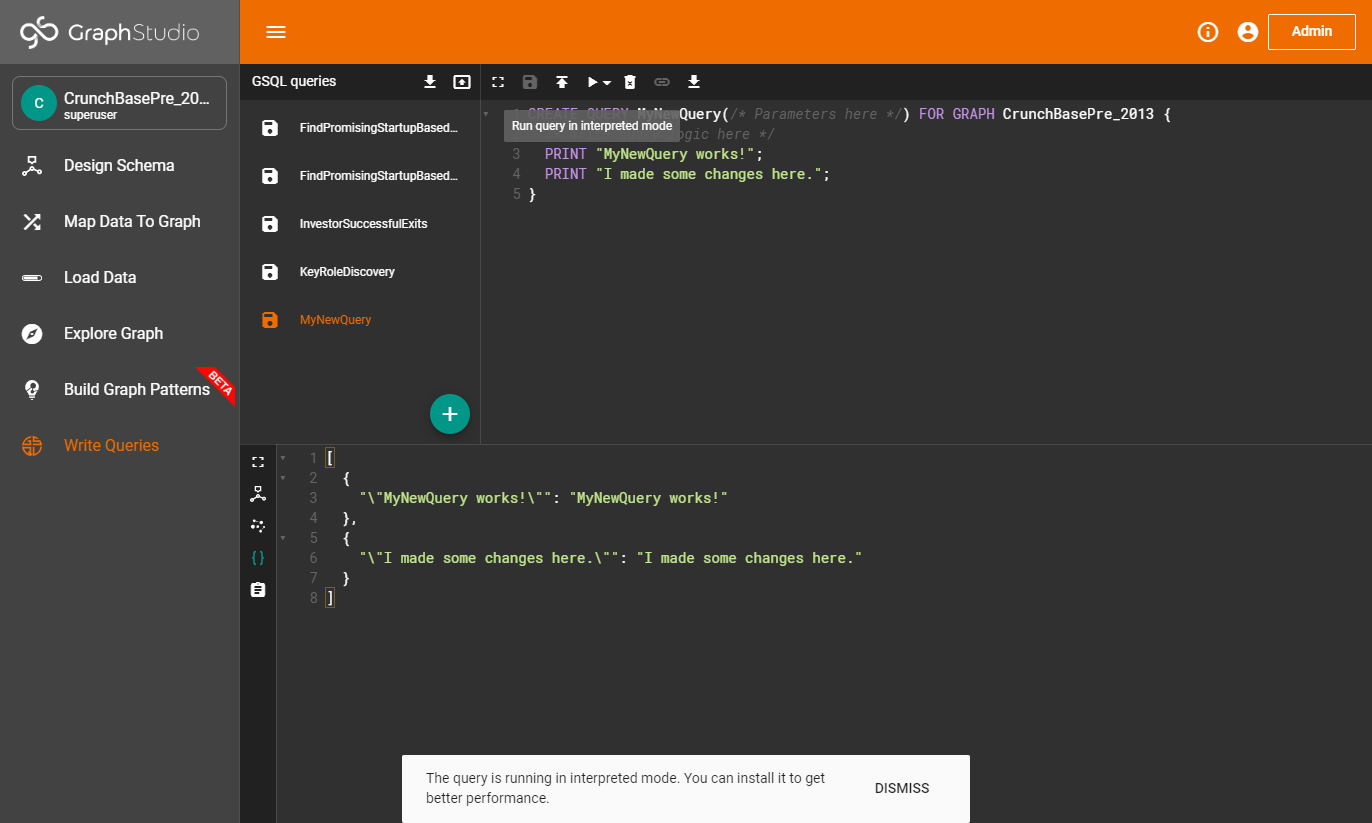 GraphStudio
Admin
C
CrunchBasePre_20...
superuser
Design Schema
Map Data To Graph
Load Data
Explore Graph
Build Graph Patterns
BETA
Write Queries
GSQL queries
FindPromisingStartupBased...
FindPromisingStartupBased...
InvestorSuccessfulExits
KeyRoleDiscovery
MyNewQuery
Run query in interpreted mode
CREATE QUERY MyNewQuery(/* Parameters here */) FOR GRAPH CrunchBasePre_2013 {
logic here */
3 PRINT "MyNewQuery works!";
4 PRINT "I made some changes here.";
5 }
1 [
2 {
3 "\"MyNewQuery works!\"": "MyNewQuery works!"
4 },
5 {
6 "\"I made some changes here.\"": "I made some changes here."
7 }
8 ]
The query is running in interpreted mode. You can install it to get
better performance.
DISMISS